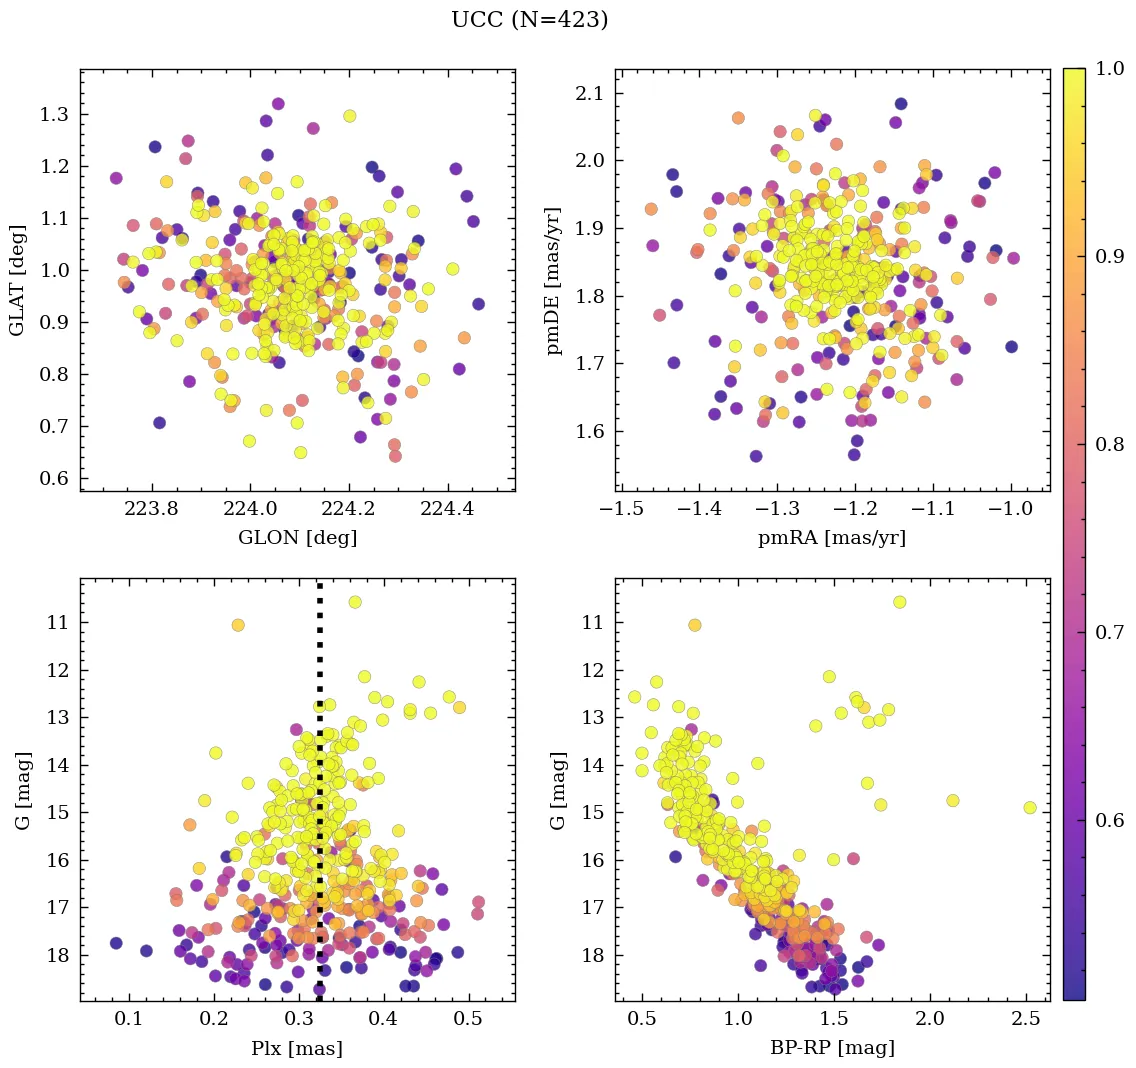 UCC (N=423)
1.3
1.2
1.1
1.0
0.9
0.8
0.7
0.6
GLAT [deg]
223.8 224.0 224.2 224.4
GLON [deg]
2.1
2.0
1.9
1.8
1.7
1.6
pmDE [mas/yr]
−1.5 −1.4 −1.3 −1.2 −1.1 −1.0
pmRA [mas/yr]
1.0
0.9
0.8
0.7
0.6
11
12
13
14
15
16
17
18
G [mag]
0.1 0.2 0.3 0.4 0.5
Plx [mas]
11
12
13
14
15
16
17
18
G [mag]
0.5 1.0 1.5 2.0 2.5
BP-RP [mag]